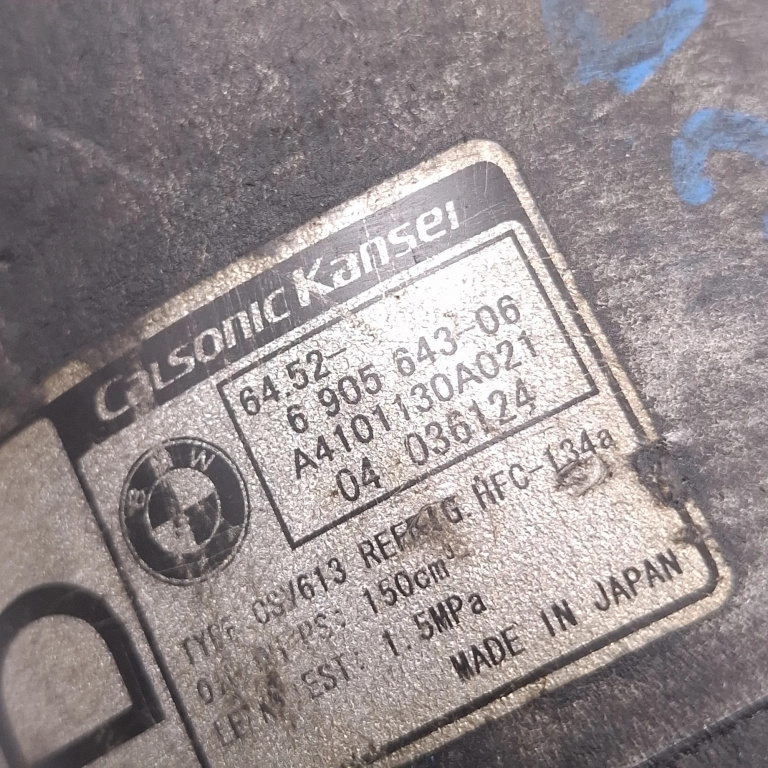 Calsonic Kansei
64.52-
6 905 643-06
A4101130A021
04 036124
BMW
TYPE CSV613 REFRIG. HFC-134a
150cm³
1.5MPa
MADE IN JAPAN
D